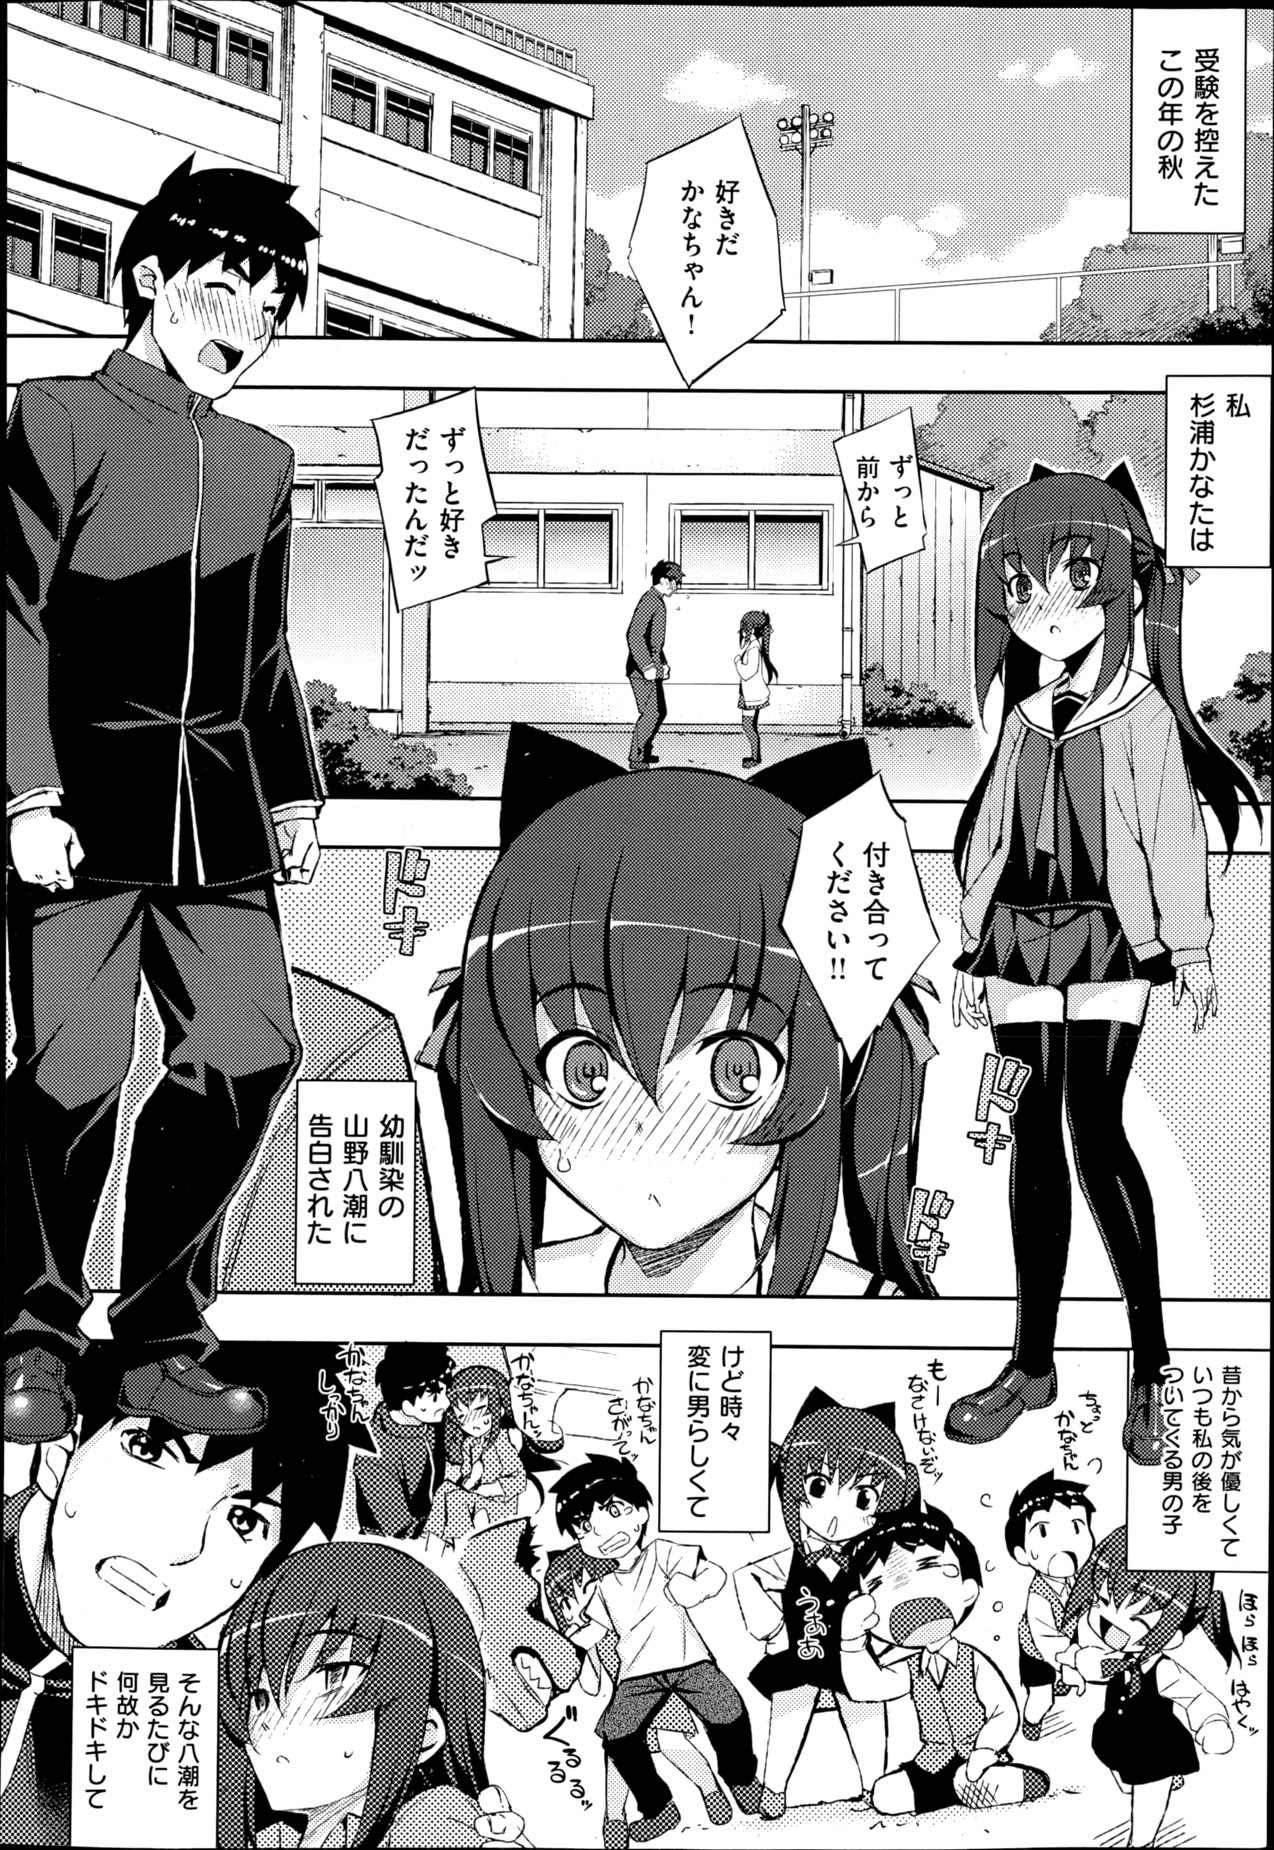 受験を控えた
この年の秋
好きだ
かなちゃん!
私
杉浦かなたは
ずっと
前から
ずっと好き
だったんだッ
付き合って
ください!!
ドキ
ドキ
ドキ
幼馴染の
山野八潮に
告白された
昔から気が優しくて
いつも私の後を
ついてくる男の子
ほらほら
はやくッ
ちょっと
かなちゃんっ
もー
なさけないぞッ
うああ
けど時々
変に男らしくて
かなちゃん
さがってッ
ぐるるるッ
かなちゃんッ
かなちゃん
しっかり
そんな八潮を
見るたびに
何故か
ドキドキして